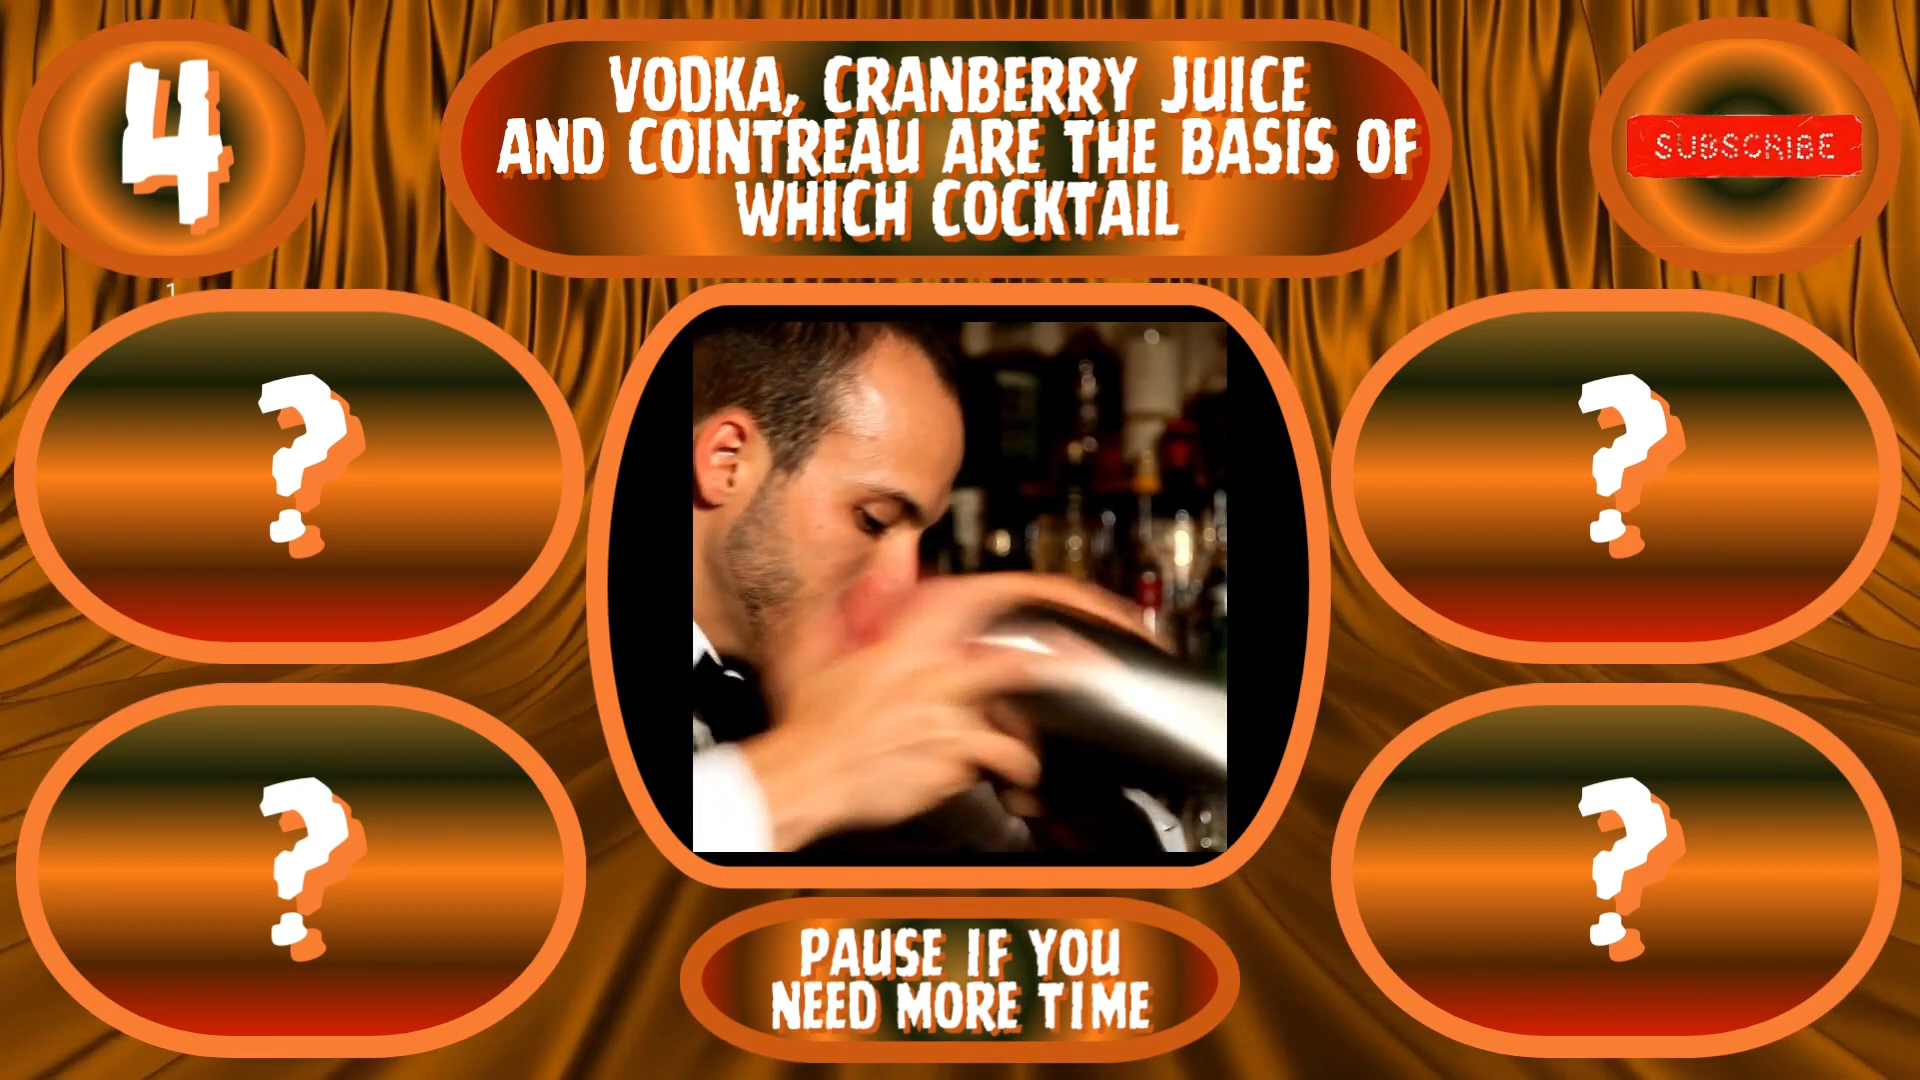 4
VODKA, CRANBERRY JUICE
AND COINTREAU ARE THE BASIS OF
WHICH COCKTAIL
SUBSCRIBE
1
?
?
?
?
PAUSE IF YOU
NEED MORE TIME